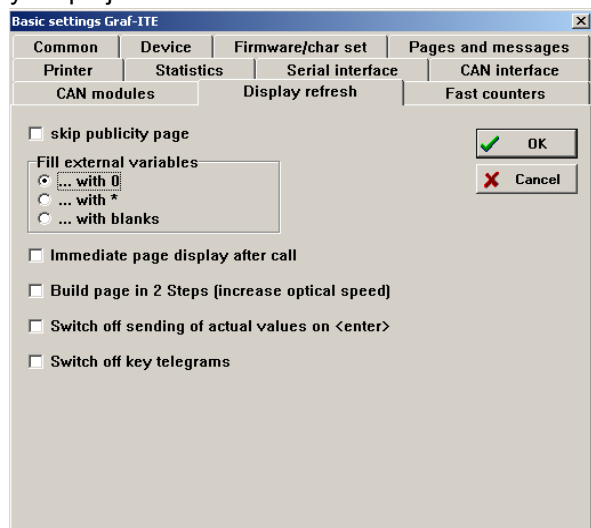 Basic settings Graf-ITE
Common Device Firmware/char set Pages and messages
Printer Statistics Serial interface CAN interface
CAN modules Display refresh Fast counters
skip publicity page
OK
Fill external variables
... with 0
Cancel
... with *
... with blanks
Immediate page display after call
Build page in 2 Steps (increase optical speed)
Switch off sending of actual values on <enter>
Switch off key telegrams